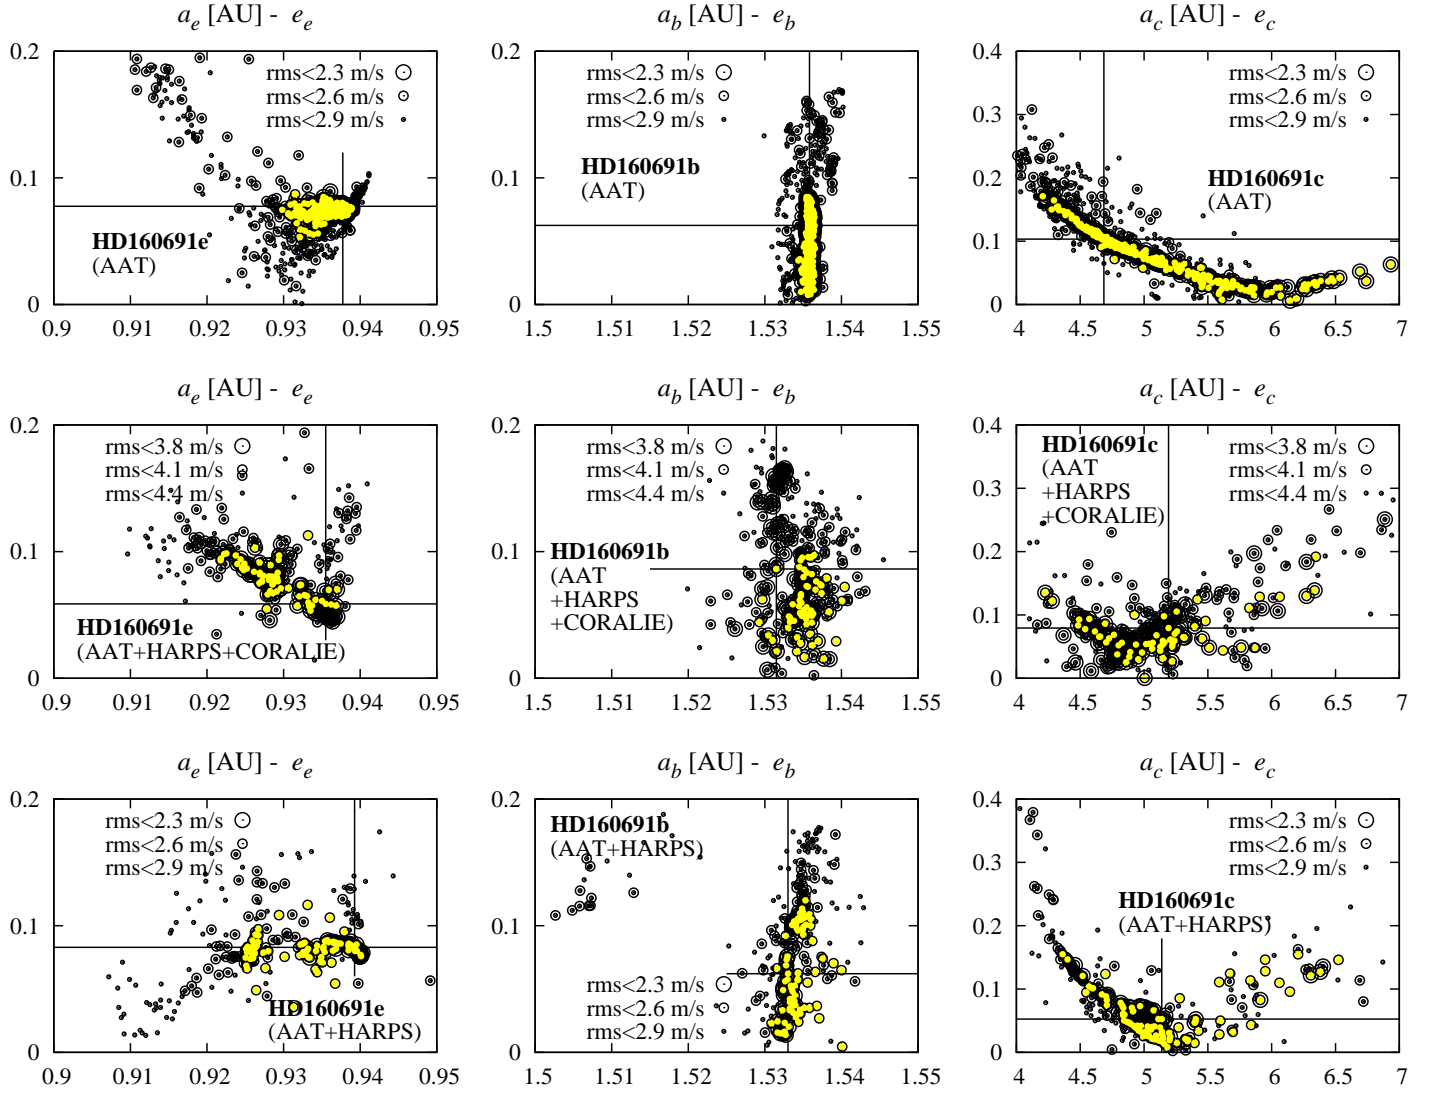 a_e [AU] - e_e
a_b [AU] - e_b
a_c [AU] - e_c
0.2
0.1
0
rms<2.3 m/s
rms<2.6 m/s
rms<2.9 m/s
HD160691e
(AAT)
0.9 0.91 0.92 0.93 0.94 0.95
0.2
0.1
0
rms<2.3 m/s
rms<2.6 m/s
rms<2.9 m/s
HD160691b
(AAT)
1.5 1.51 1.52 1.53 1.54 1.55
0.4
0.3
0.2
0.1
0
rms<2.3 m/s
rms<2.6 m/s
rms<2.9 m/s
HD160691c
(AAT)
4 4.5 5 5.5 6 6.5 7
a_e [AU] - e_e
a_b [AU] - e_b
a_c [AU] - e_c
0.2
0.1
0
rms<3.8 m/s
rms<4.1 m/s
rms<4.4 m/s
HD160691e
(AAT+HARPS+CORALIE)
0.9 0.91 0.92 0.93 0.94 0.95
0.2
0.1
0
rms<3.8 m/s
rms<4.1 m/s
rms<4.4 m/s
HD160691b
(AAT
+HARPS
+CORALIE)
1.5 1.51 1.52 1.53 1.54 1.55
0.4
0.3
0.2
0.1
0
HD160691c
(AAT
+HARPS
+CORALIE)
rms<3.8 m/s
rms<4.1 m/s
rms<4.4 m/s
4 4.5 5 5.5 6 6.5 7
a_e [AU] - e_e
a_b [AU] - e_b
a_c [AU] - e_c
0.2
0.1
0
rms<2.3 m/s
rms<2.6 m/s
rms<2.9 m/s
HD160691e
(AAT+HARPS)
0.9 0.91 0.92 0.93 0.94 0.95
0.2
0.1
0
HD160691b
(AAT+HARPS)
rms<2.3 m/s
rms<2.6 m/s
rms<2.9 m/s
1.5 1.51 1.52 1.53 1.54 1.55
0.4
0.3
0.2
0.1
0
rms<2.3 m/s
rms<2.6 m/s
rms<2.9 m/s
HD160691c
(AAT+HARPS)
4 4.5 5 5.5 6 6.5 7